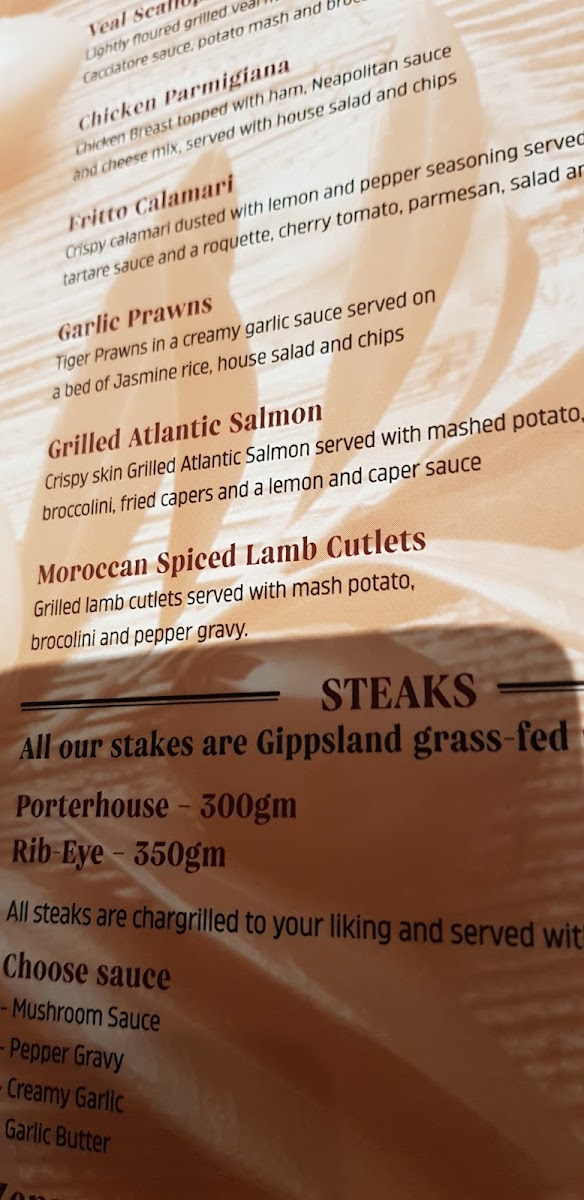 Veal
Lightly floured grilled veal
cacciatore sauce, potato mash and
Chicken Parmigiana
Chicken Breast topped with ham, Neapolitan sauce
and cheese mix, served with house salad and chips
Fritto Calamari
Crispy calamari dusted with lemon and pepper seasoning served
tartare sauce and a roquette, cherry tomato, parmesan, salad
Garlic Prawns
Tiger Prawns in a creamy garlic sauce served on
a bed of Jasmine rice, house salad and chips
Grilled Atlantic Salmon
Crispy skin Grilled Atlantic Salmon served with mashed potato,
broccolini, fried capers and a lemon and caper sauce
Moroccan Spiced Lamb Cutlets
Grilled lamb cutlets served with mash potato,
brocolini and pepper gravy.
STEAKS
All our stakes are Gippsland grass-fed
Porterhouse - 300gm
Rib-Eye - 350gm
All steaks are chargrilled to your liking and served
Choose sauce
- Mushroom Sauce
- Pepper Gravy
- Creamy Garlic
Garlic Butter